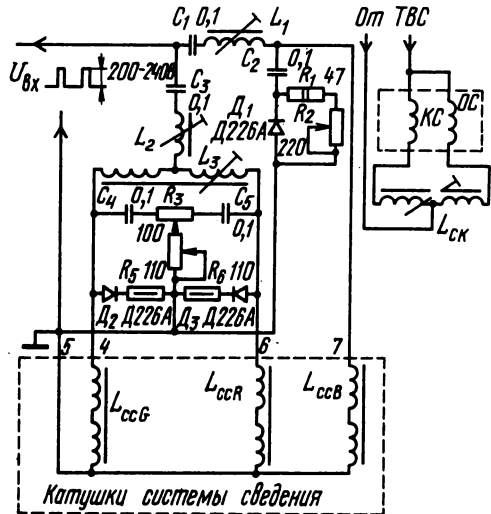 C₁ 0,1 L₁
От ТВС
Uвх 200-240В
C₂ 0,1
C₃ 0,1
R₁ 47
R₂ 220
Д₁ Д226А
КС ОС
L₂
L₃
Lск
C₄ 0,1 R₃ C₅
100 0,1
R₅ 110 R₆ 110
Д₂ Д226А Д₃ Д226А
5 4 6 7
LссG LссR LссB
Катушки системы сведения